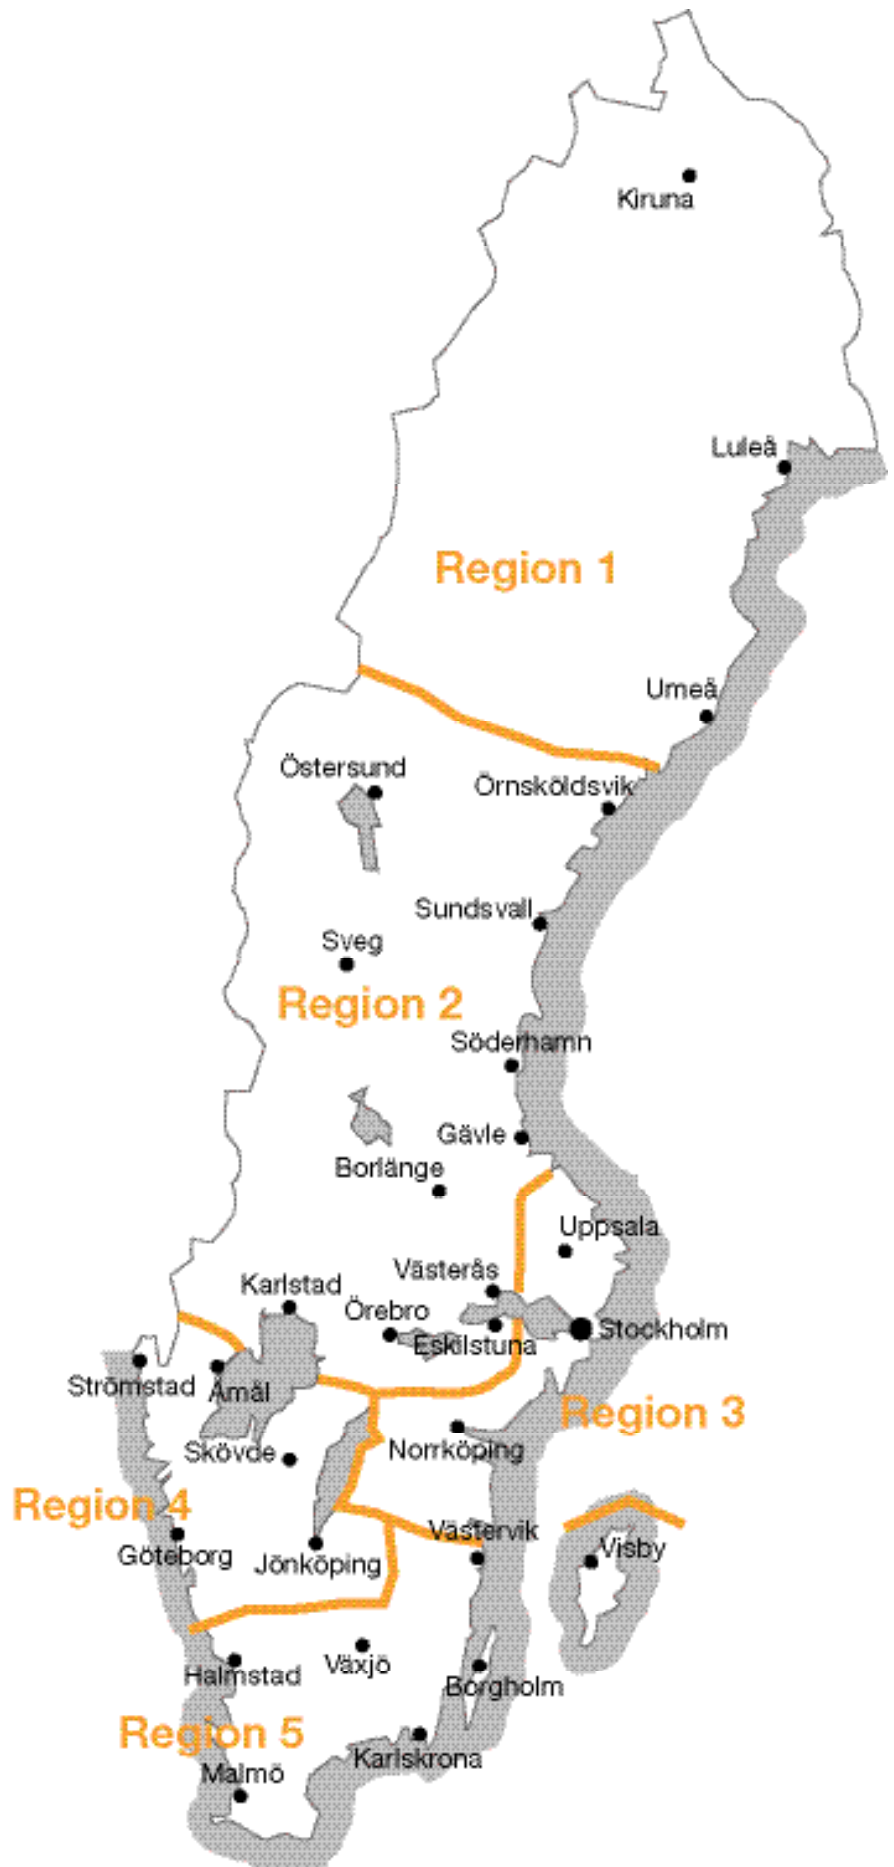 Kiruna
Luleå
Region 1
Umeå
Östersund
Örnsköldsvik
Sundsvall
Sveg
Region 2
Söderhamn
Gävle
Borlänge
Uppsala
Västerås
Karlstad
Örebro
Stockholm
Eskilstuna
Strömstad
Åmål
Region 3
Skövde
Norrköping
Region 4
Västervik
Göteborg
Visby
Jönköping
Växjö
Halmstad
Borgholm
Region 5
Karlskrona
Malmö